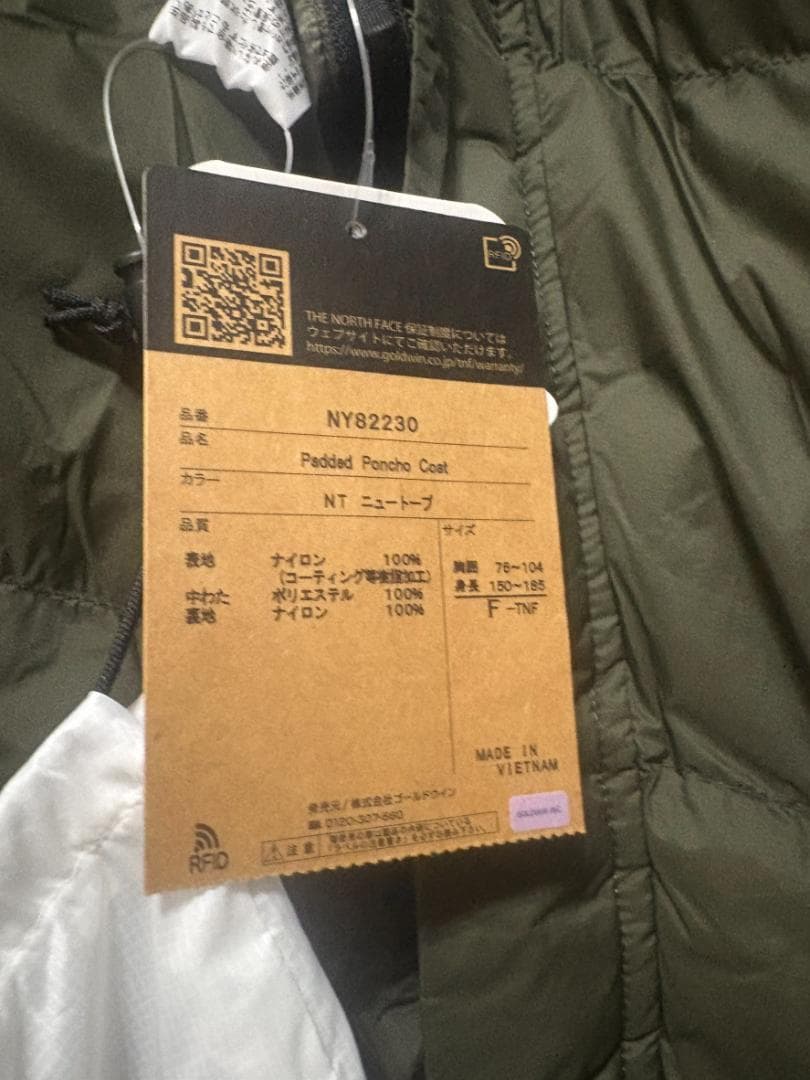 RFID
THE NORTH FACE 保証制度については
ウェブサイトにてご確認いただけます。
https://www.goldwin.co.jp/tnf/warranty/
品番 NY82230
品名 Padded Poncho Coat
カラー NT ニュートープ
品質
表地 ナイロン 100%
(コーティング等樹脂加工)
中わた ポリエステル 100%
裏地 ナイロン 100%
サイズ
胸囲 76~104
身長 150~185
F -TNF
MADE IN
VIETNAM
発売元/株式会社ゴールドウイン
0120-307-560
注意
RFID